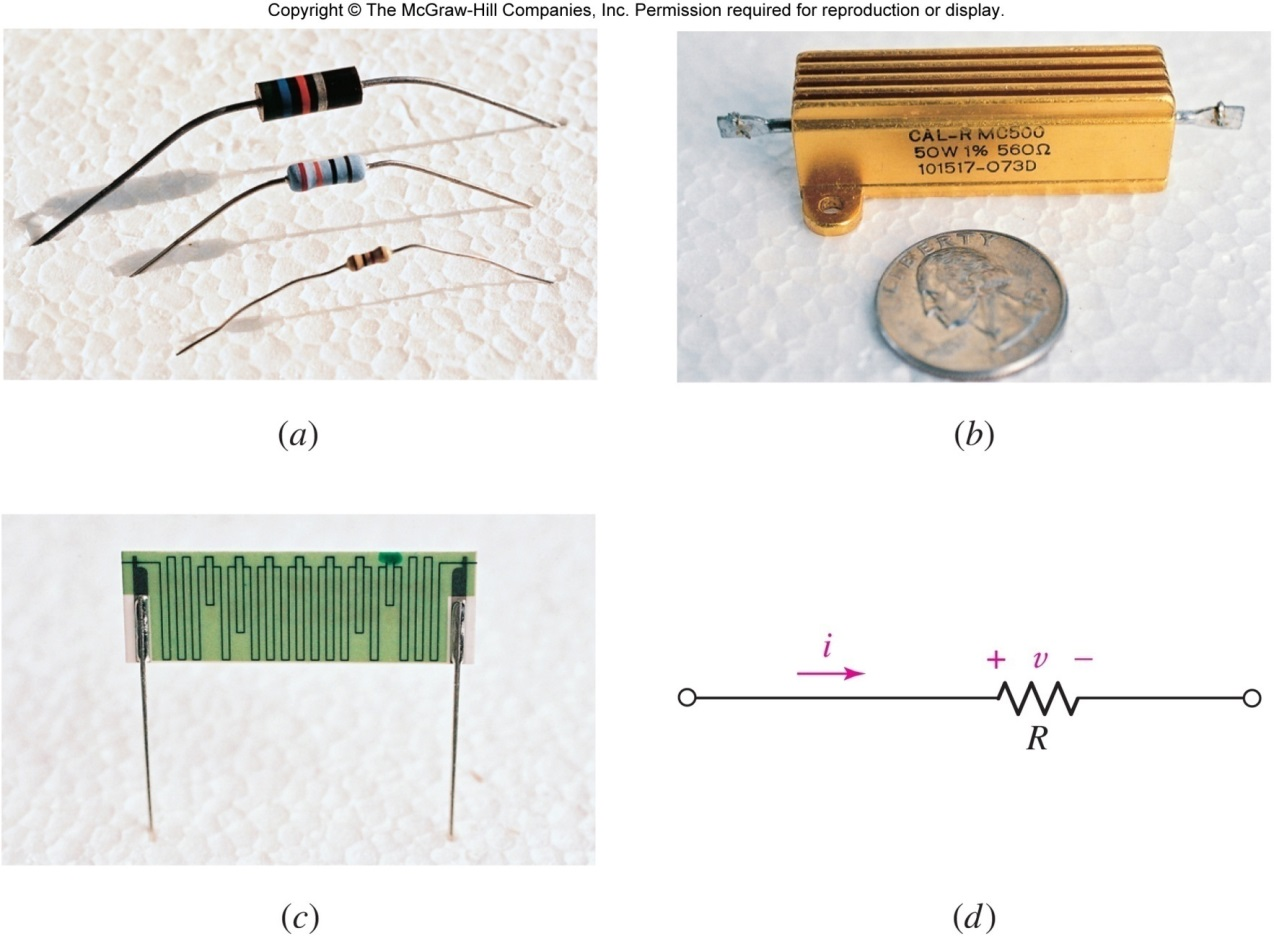 Copyright © The McGraw-Hill Companies, Inc. Permission required for reproduction or display.
CAL-R MC500
50W 1% 560Ω
101517-073D
LIBERTY
(a)
(b)
i
+ v −
R
(c)
(d)